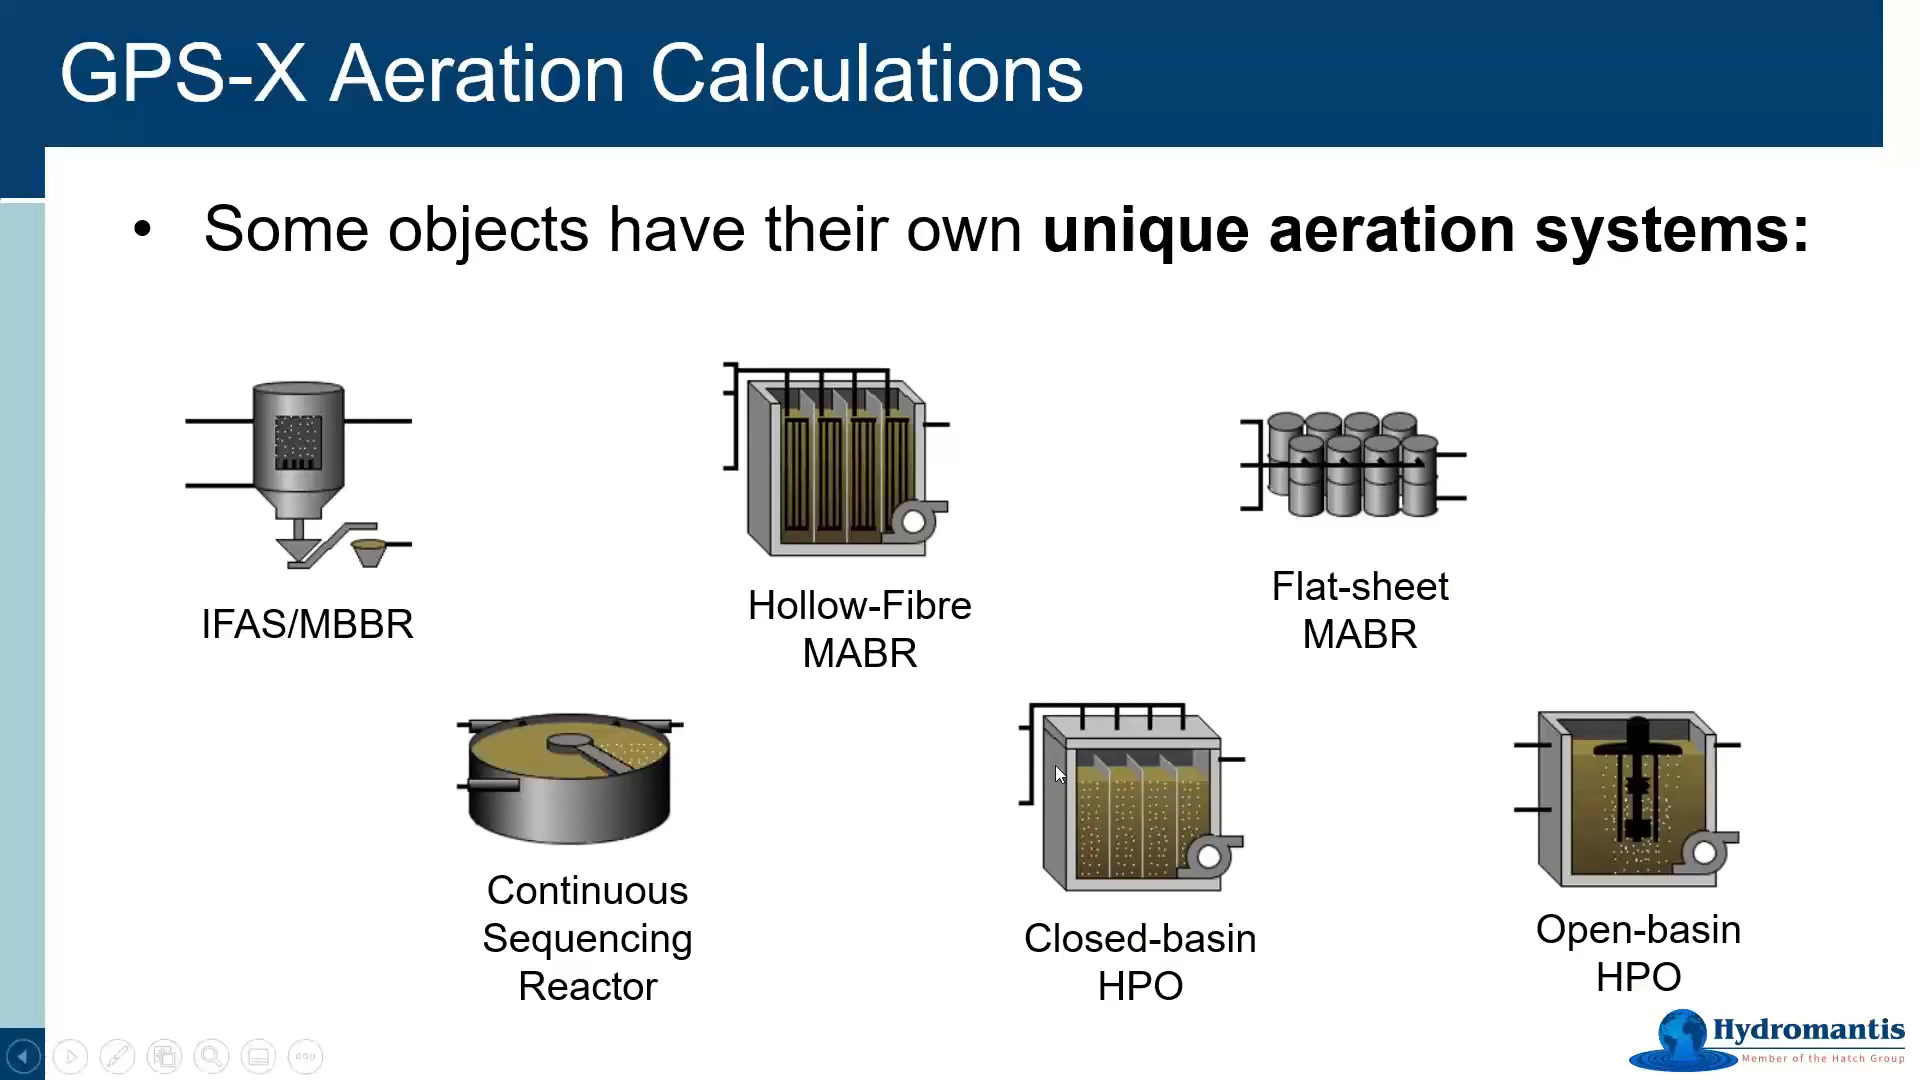 GPS-X Aeration Calculations
• Some objects have their own unique aeration systems:
IFAS/MBBR
Hollow-Fibre
MABR
Flat-sheet
MABR
Continuous
Sequencing
Reactor
Closed-basin
HPO
Open-basin
HPO
Hydromantis
Member of the Hatch Group